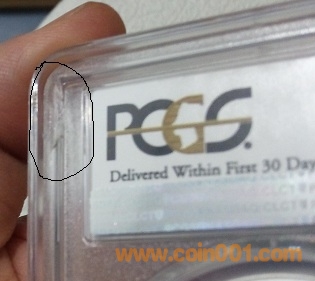 PCGS
Delivered Within First 30 Day
www.coin001.com